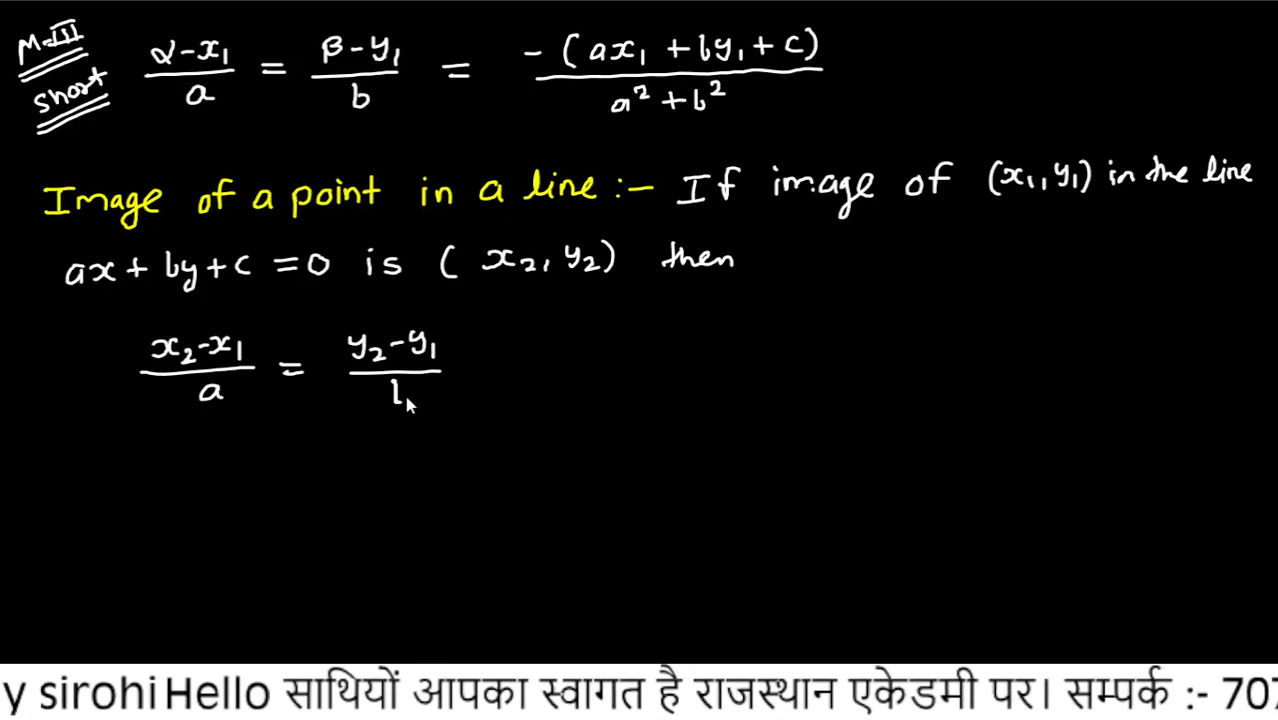 M-III
Short
α-x₁/a = β-y₁/b = -(ax₁+by₁+c)/a²+b²
Image of a point in a line :- If image of (x₁, y₁) in the line
ax+by+c=0 is (x₂, y₂) then
x₂-x₁/a = y₂-y₁/l
y sirohi Hello साथियों आपका स्वागत है राजस्थान एकेडमी पर। सम्पर्क :- 707